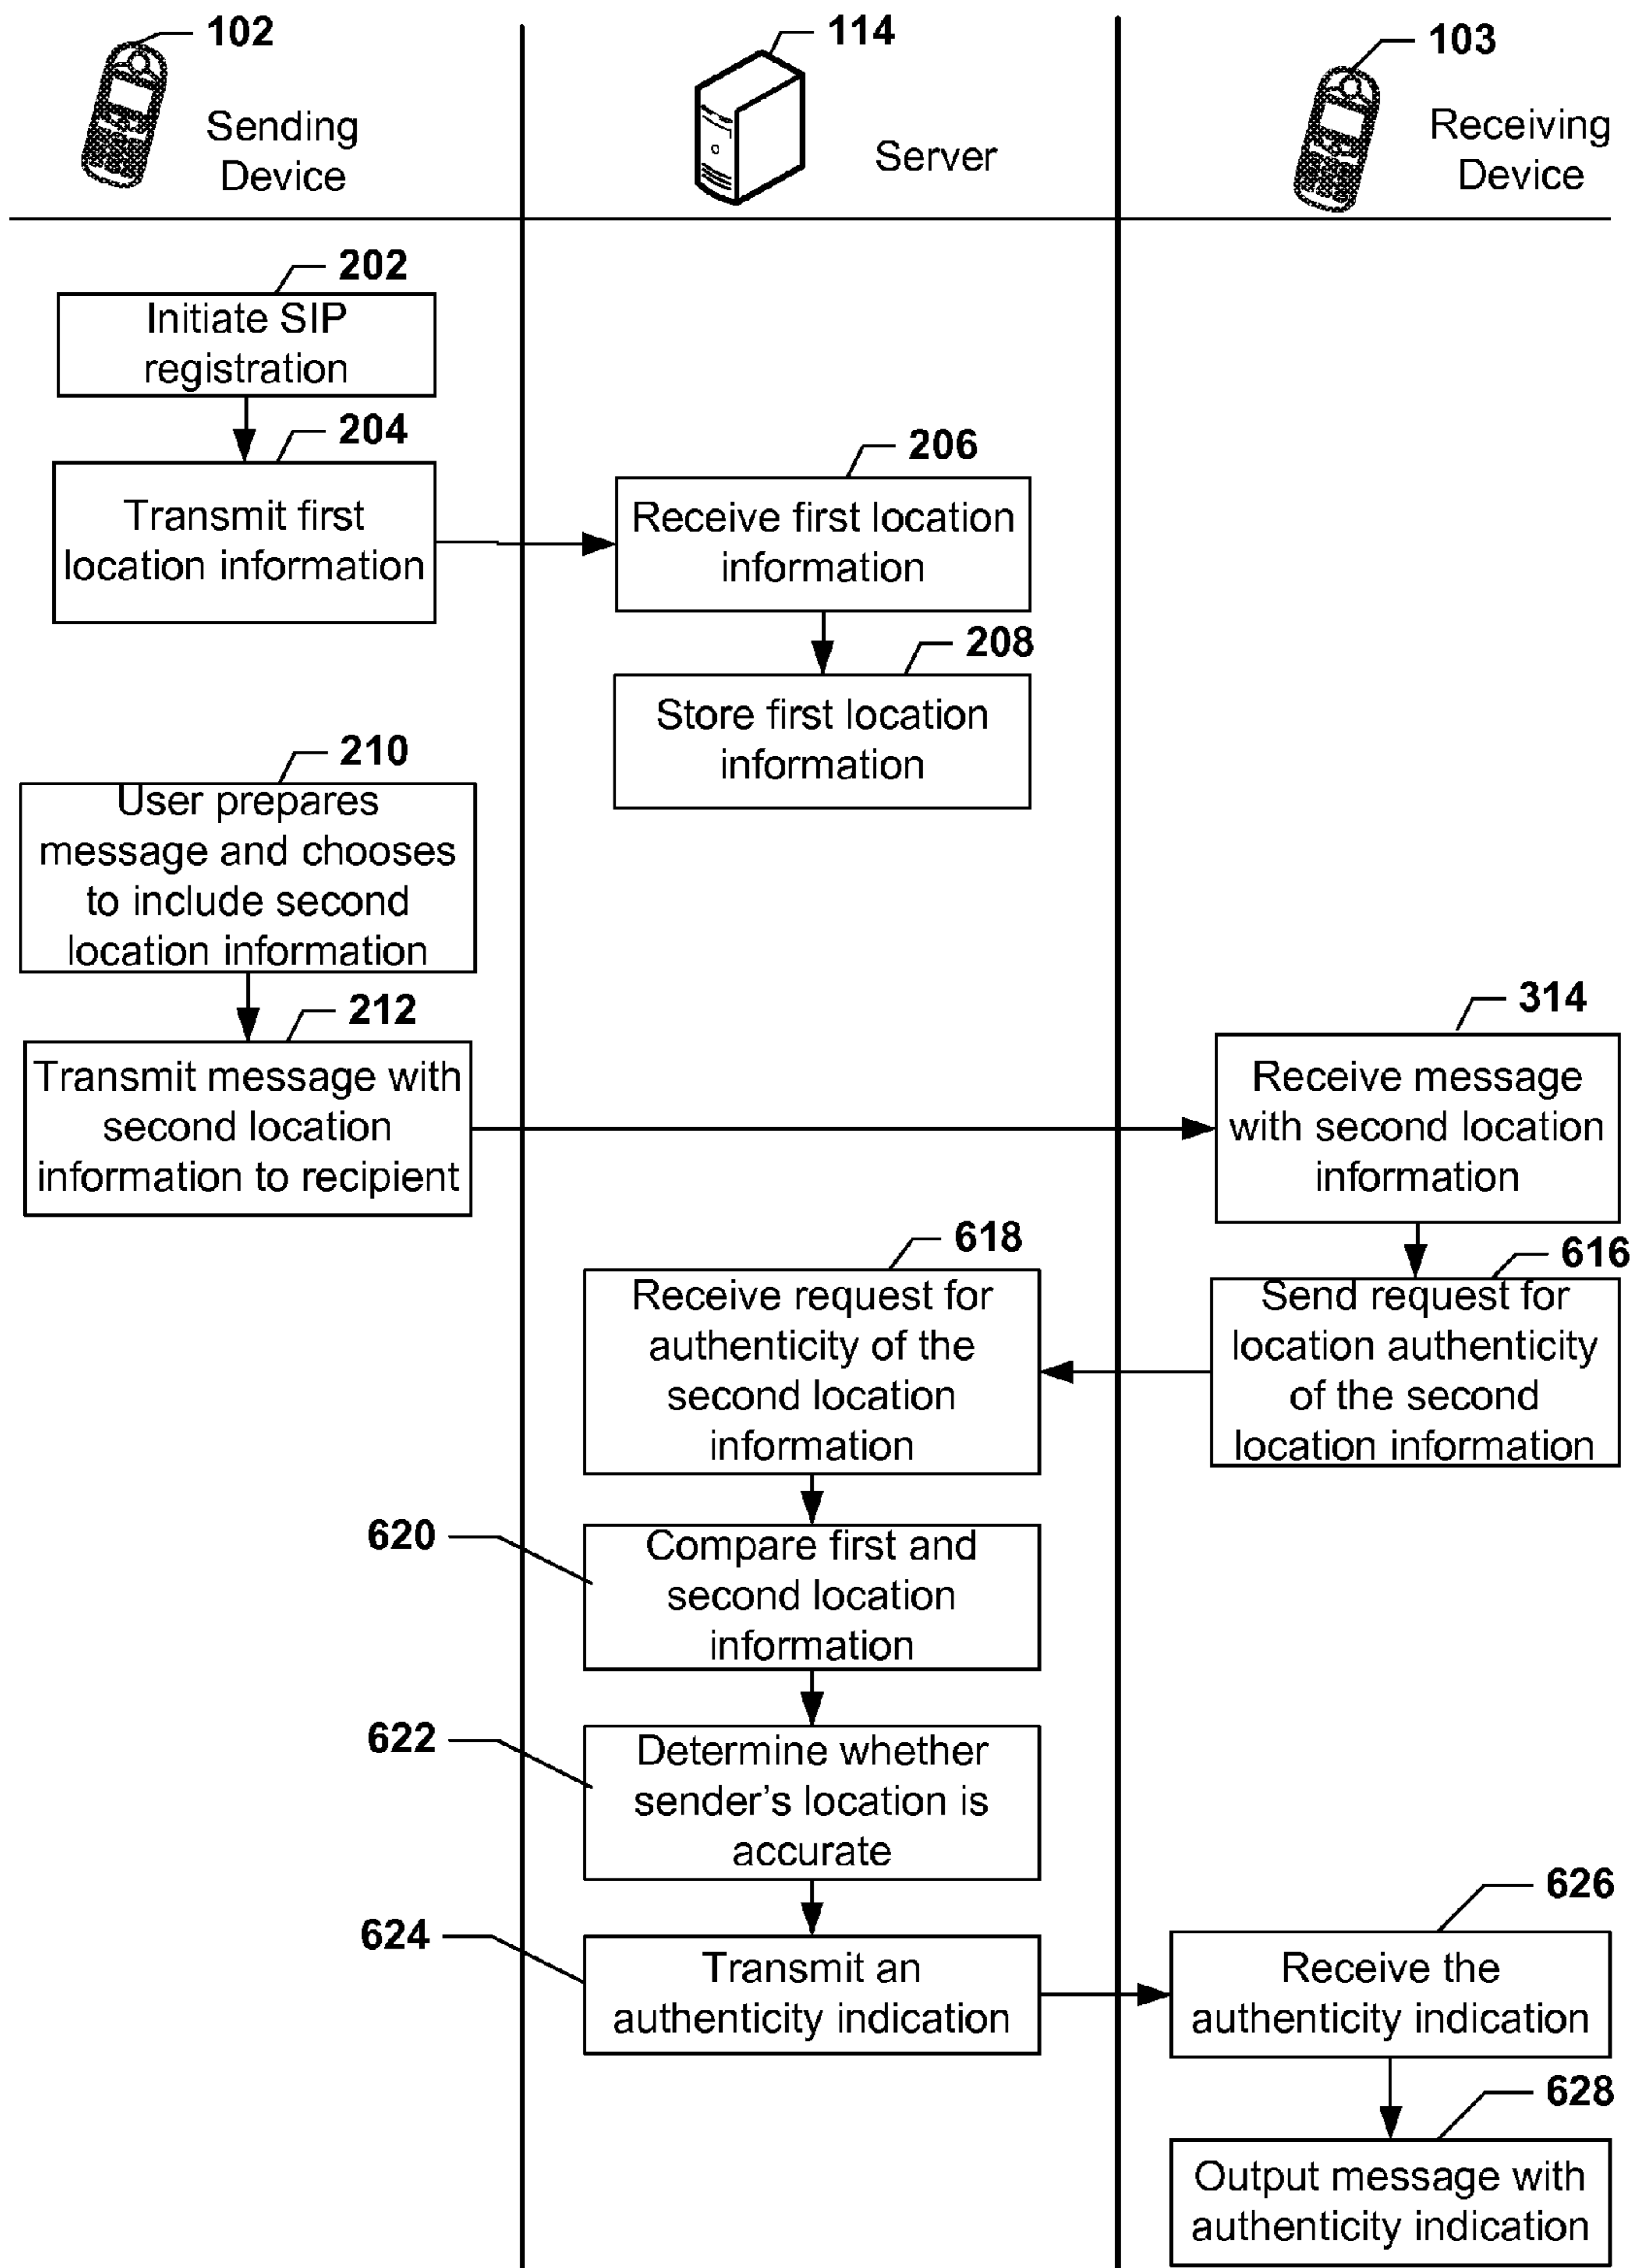 102
Sending
Device
114
Server
103
Receiving
Device
202
Initiate SIP
registration
204
Transmit first
location information
206
Receive first location
information
208
Store first location
information
210
User prepares
message and chooses
to include second
location information
212
Transmit message with
second location
information to recipient
314
Receive message
with second location
information
616
Send request for
location authenticity
of the second
location information
618
Receive request for
authenticity of the
second location
information
620
Compare first and
second location
information
622
Determine whether
sender's location is
accurate
624
Transmit an
authenticity indication
626
Receive the
authenticity indication
628
Output message with
authenticity indication